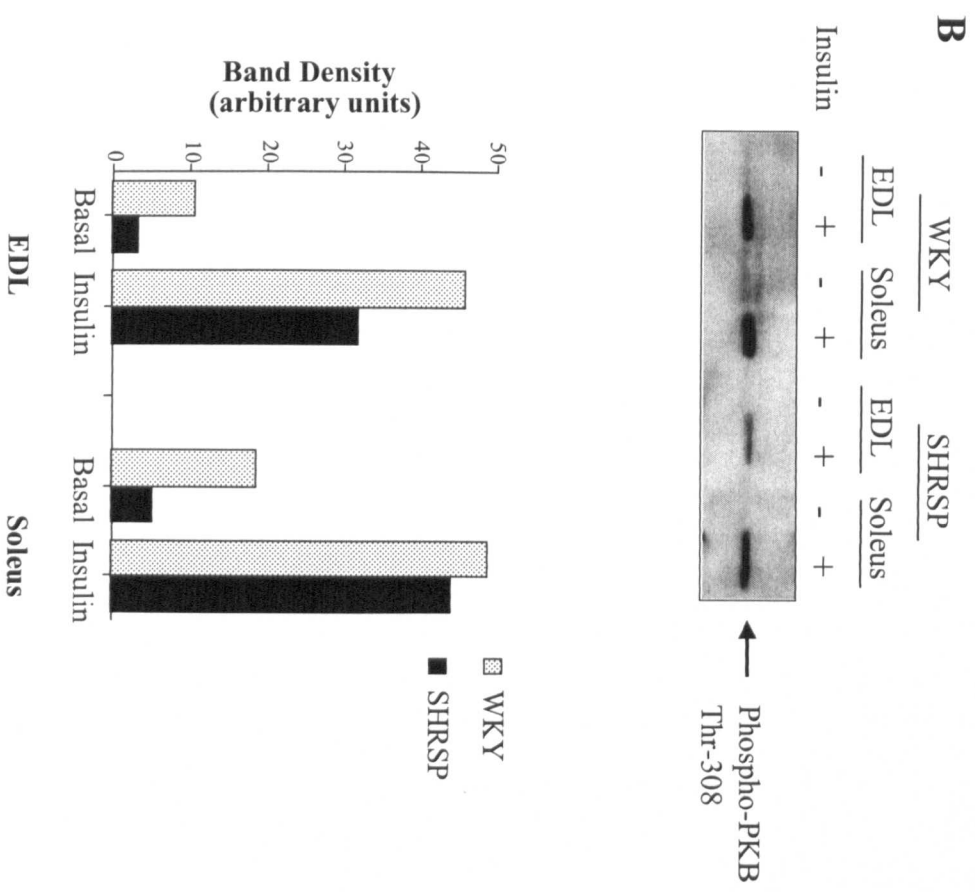 B
WKY SHRSP
EDL Soleus EDL Soleus
Insulin - + - + - + - +
Phospho-PKB
Thr-308
Band Density
(arbitrary units)
50
40
30
20
10
0
WKY
SHRSP
Basal Insulin Basal Insulin
EDL Soleus